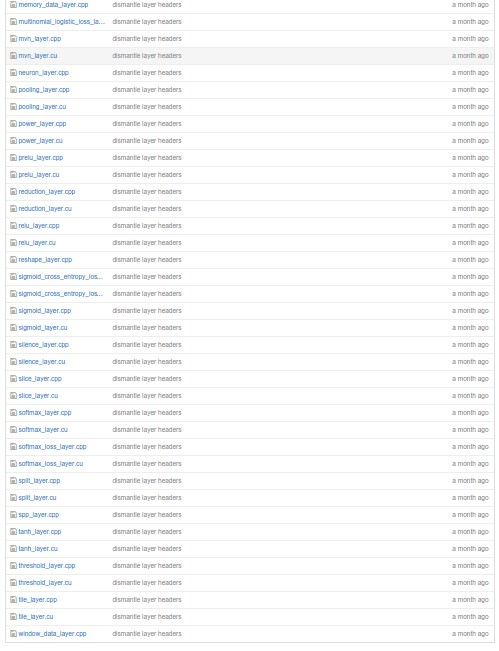 memory_data_layer.cpp dismantle layer headers a month ago
multinomial_logistic_loss_la... dismantle layer headers a month ago
mvn_layer.cpp dismantle layer headers a month ago
mvn_layer.cu dismantle layer headers a month ago
neuron_layer.cpp dismantle layer headers a month ago
pooling_layer.cpp dismantle layer headers a month ago
pooling_layer.cu dismantle layer headers a month ago
power_layer.cpp dismantle layer headers a month ago
power_layer.cu dismantle layer headers a month ago
prelu_layer.cpp dismantle layer headers a month ago
prelu_layer.cu dismantle layer headers a month ago
reduction_layer.cpp dismantle layer headers a month ago
reduction_layer.cu dismantle layer headers a month ago
relu_layer.cpp dismantle layer headers a month ago
relu_layer.cu dismantle layer headers a month ago
reshape_layer.cpp dismantle layer headers a month ago
sigmoid_cross_entropy_los... dismantle layer headers a month ago
sigmoid_cross_entropy_los... dismantle layer headers a month ago
sigmoid_layer.cpp dismantle layer headers a month ago
sigmoid_layer.cu dismantle layer headers a month ago
silence_layer.cpp dismantle layer headers a month ago
silence_layer.cu dismantle layer headers a month ago
slice_layer.cpp dismantle layer headers a month ago
slice_layer.cu dismantle layer headers a month ago
softmax_layer.cpp dismantle layer headers a month ago
softmax_layer.cu dismantle layer headers a month ago
softmax_loss_layer.cpp dismantle layer headers a month ago
softmax_loss_layer.cu dismantle layer headers a month ago
split_layer.cpp dismantle layer headers a month ago
split_layer.cu dismantle layer headers a month ago
spp_layer.cpp dismantle layer headers a month ago
tanh_layer.cpp dismantle layer headers a month ago
tanh_layer.cu dismantle layer headers a month ago
threshold_layer.cpp dismantle layer headers a month ago
threshold_layer.cu dismantle layer headers a month ago
tile_layer.cpp dismantle layer headers a month ago
tile_layer.cu dismantle layer headers a month ago
window_data_layer.cpp dismantle layer headers a month ago